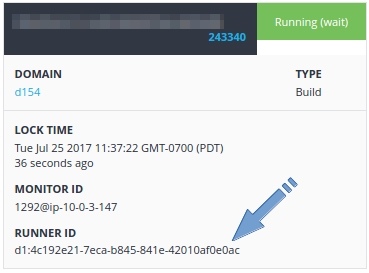 Running (wait)
243340
DOMAIN
d154
TYPE
Build
LOCK TIME
Tue Jul 25 2017 11:37:22 GMT-0700 (PDT)
36 seconds ago
MONITOR ID
1292@ip-10-0-3-147
RUNNER ID
d1:4c192e21-7eca-b845-841e-42010af0e0ac